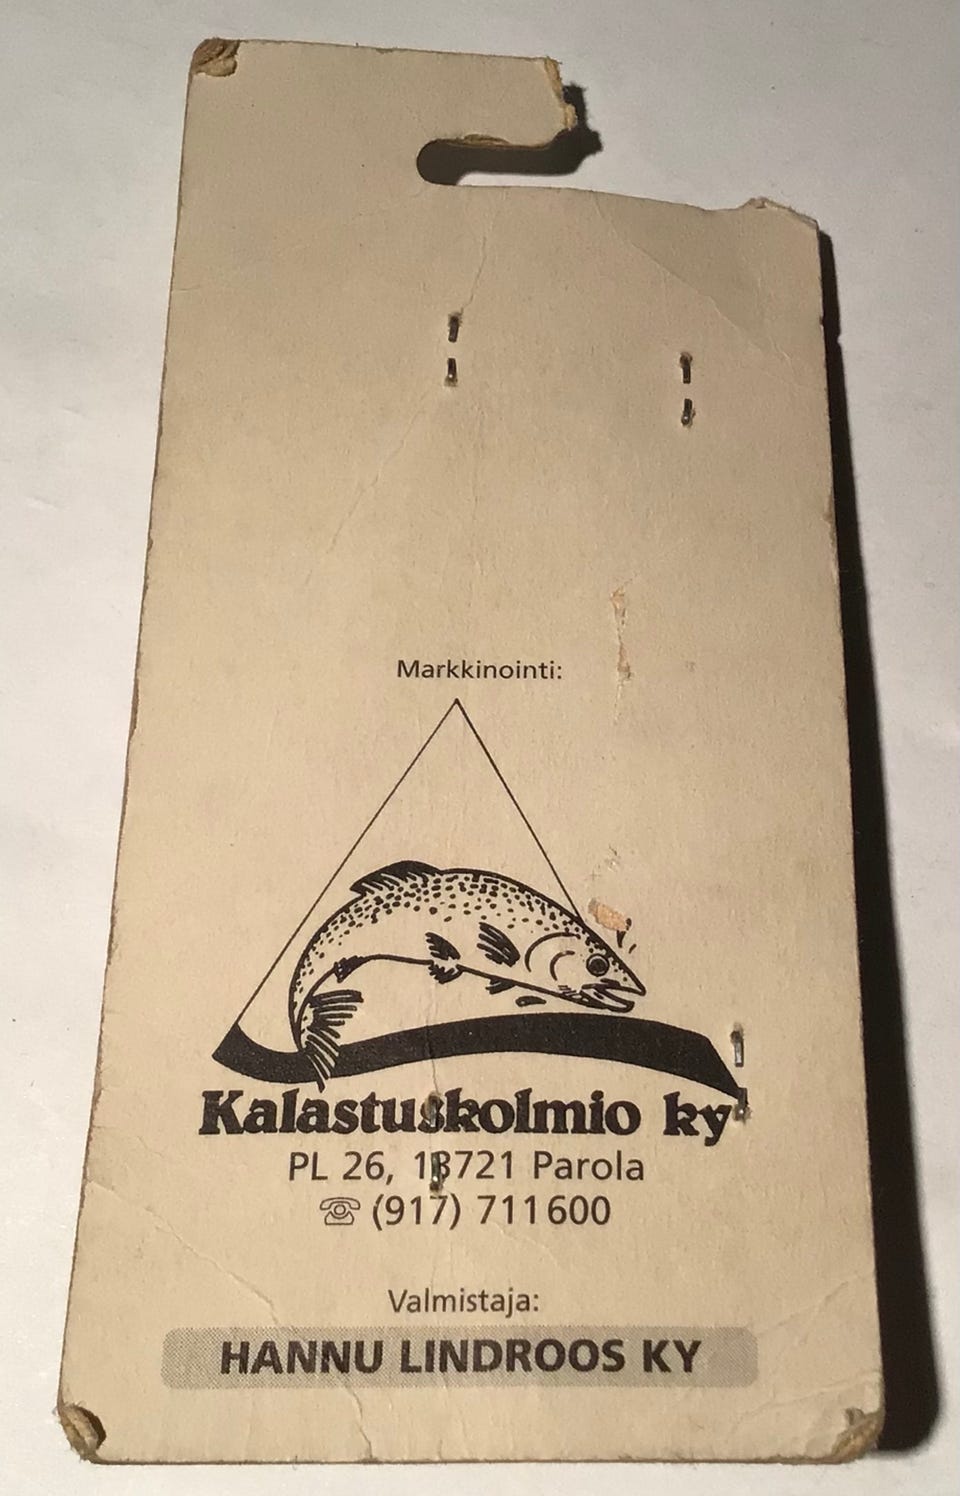 Markkinointi:
Kalastuskolmio ky
PL 26, 13721 Parola
(917) 711600
Valmistaja:
HANNU LINDROOS KY